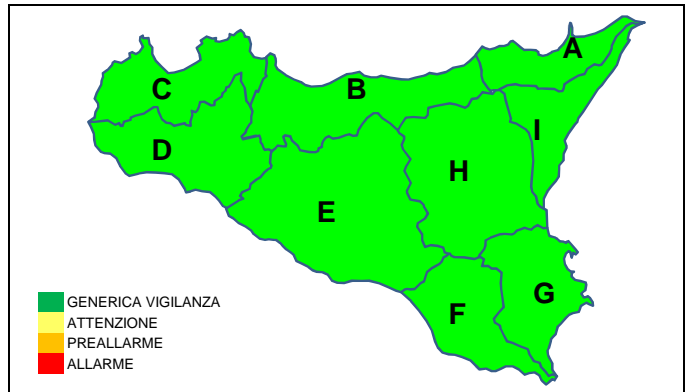 A
C
B
I
D
H
E
G
F
GENERICA VIGILANZA
ATTENZIONE
PREALLARME
ALLARME